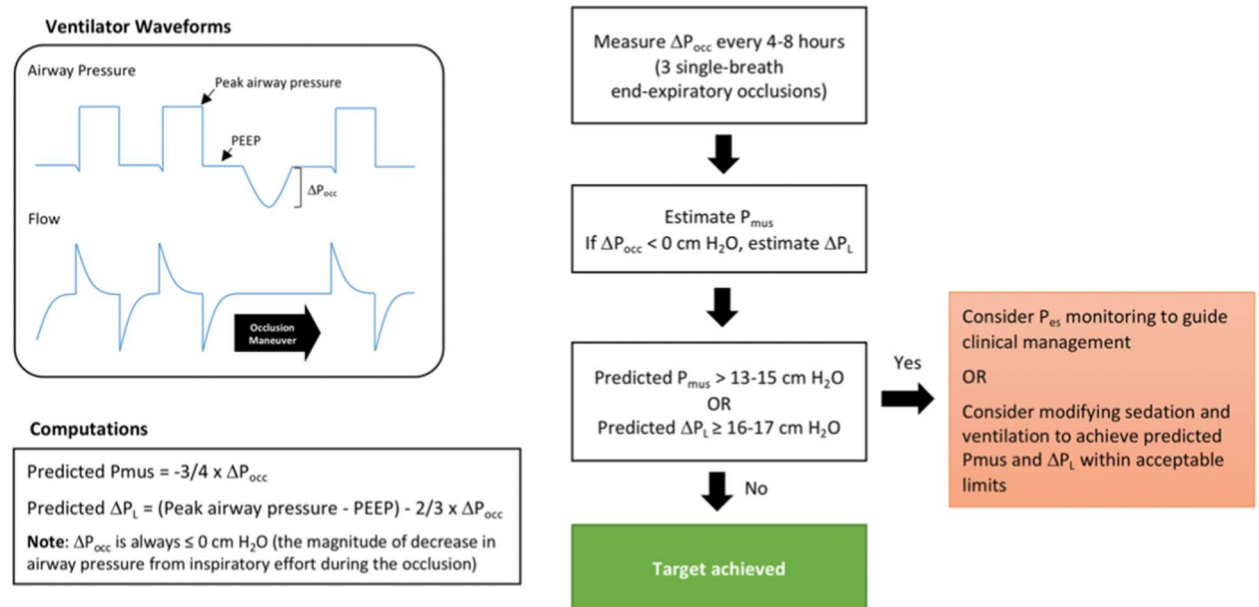 Ventilator Waveforms
Airway Pressure
Peak airway pressure
PEEP
ΔPocc
Flow
Occlusion
Maneuver
Computations
Predicted Pmus = -3/4 x ΔPocc
Predicted ΔPL = (Peak airway pressure - PEEP) - 2/3 x ΔPocc
Note: ΔPocc is always ≤ 0 cm H2O (the magnitude of decrease in
airway pressure from inspiratory effort during the occlusion)
Measure ΔPocc every 4-8 hours
(3 single-breath
end-expiratory occlusions)
Estimate Pmus
If ΔPocc < 0 cm H2O, estimate ΔPL
Predicted Pmus > 13-15 cm H2O
OR
Predicted ΔPL ≥ 16-17 cm H2O
Yes
No
Consider Pes monitoring to guide
clinical management
OR
Consider modifying sedation and
ventilation to achieve predicted
Pmus and ΔPL within acceptable
limits
Target achieved